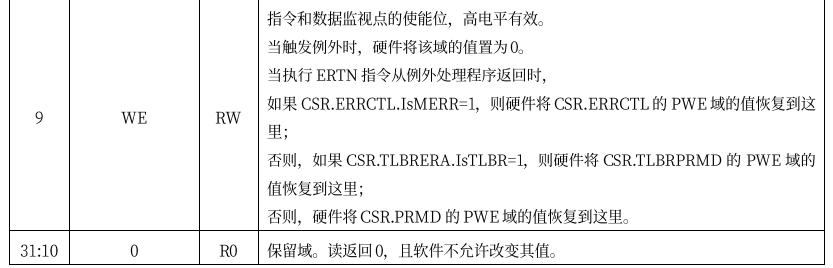 指令和数据监视点的使能位，高电平有效。
当触发例外时，硬件将该域的值置为0。
当执行 ERTN 指令从例外处理程序返回时，
如果 CSR.ERRCTL.IsMERR=1，则硬件将 CSR.ERRCTL 的 PWE 域的值恢复到这
9 WE RW
里；
否则，如果 CSR.TLBRERA.IsTLBR=1，则硬件将 CSR.TLBRPRMD 的 PWE 域的
值恢复到这里；
否则，硬件将 CSR.PRMD 的 PWE 域的值恢复到这里。
31:10 0 R0 保留域。读返回0，且软件不允许改变其值。